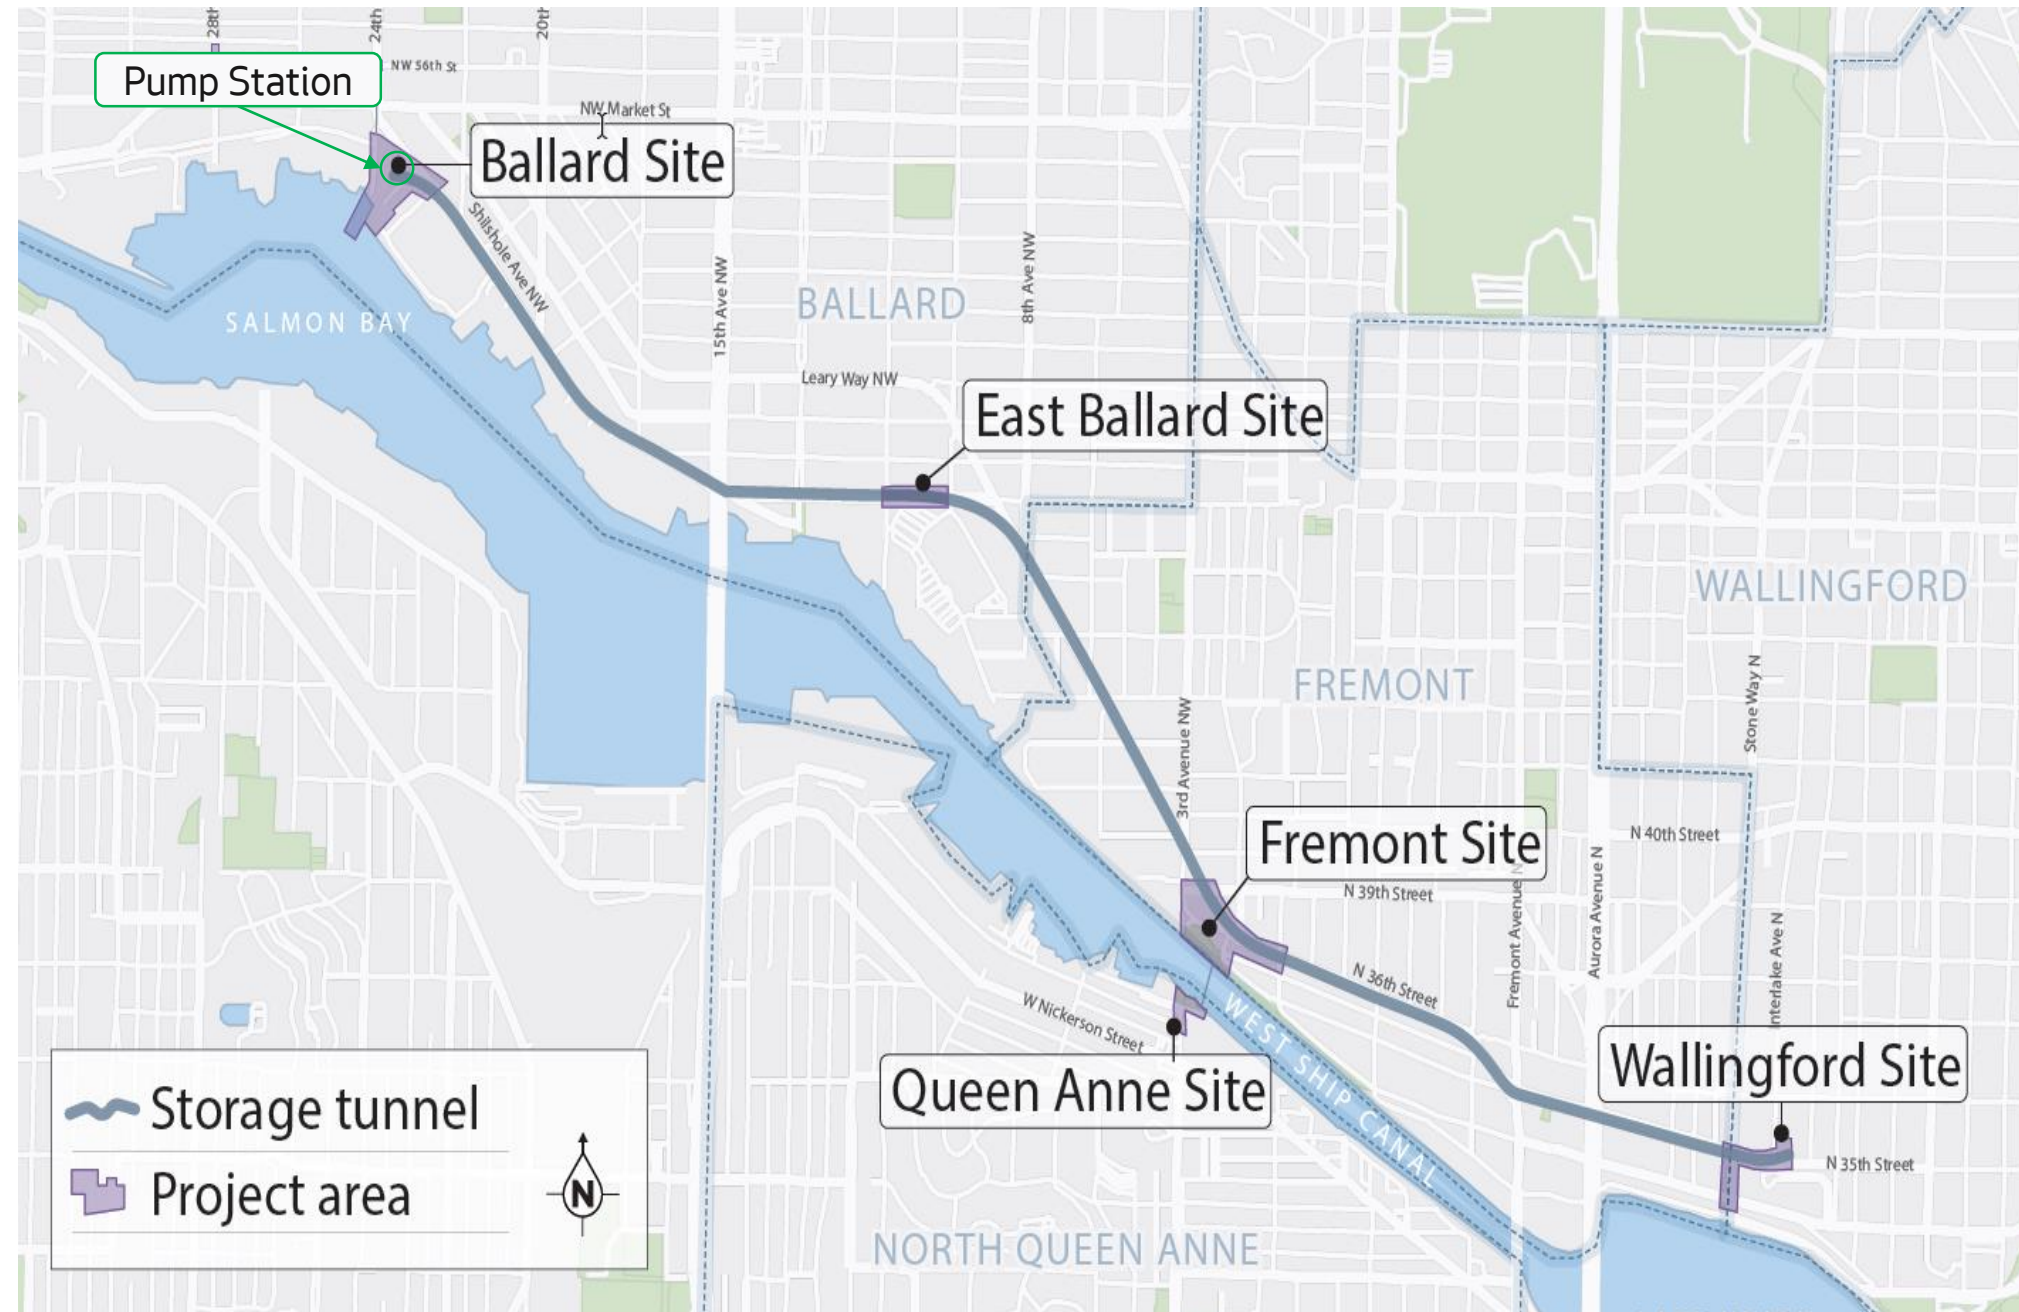 28th
24th
20th
NW 56th St
Pump Station
NW Market St
Ballard Site
Shilshole Ave NW
15th Ave NW
BALLARD
8th Ave NW
SALMON BAY
Leary Way NW
East Ballard Site
WALLINGFORD
FREMONT
Stone Way N
3rd Avenue NW
Fremont Site
N 40th Street
N 39th Street
Fremont Avenue N
Aurora Avenue N
Interlake Ave N
N 36th Street
W Nickerson Street
WEST SHIP CANAL
Queen Anne Site
Wallingford Site
N 35th Street
Storage tunnel
Project area
N
NORTH QUEEN ANNE